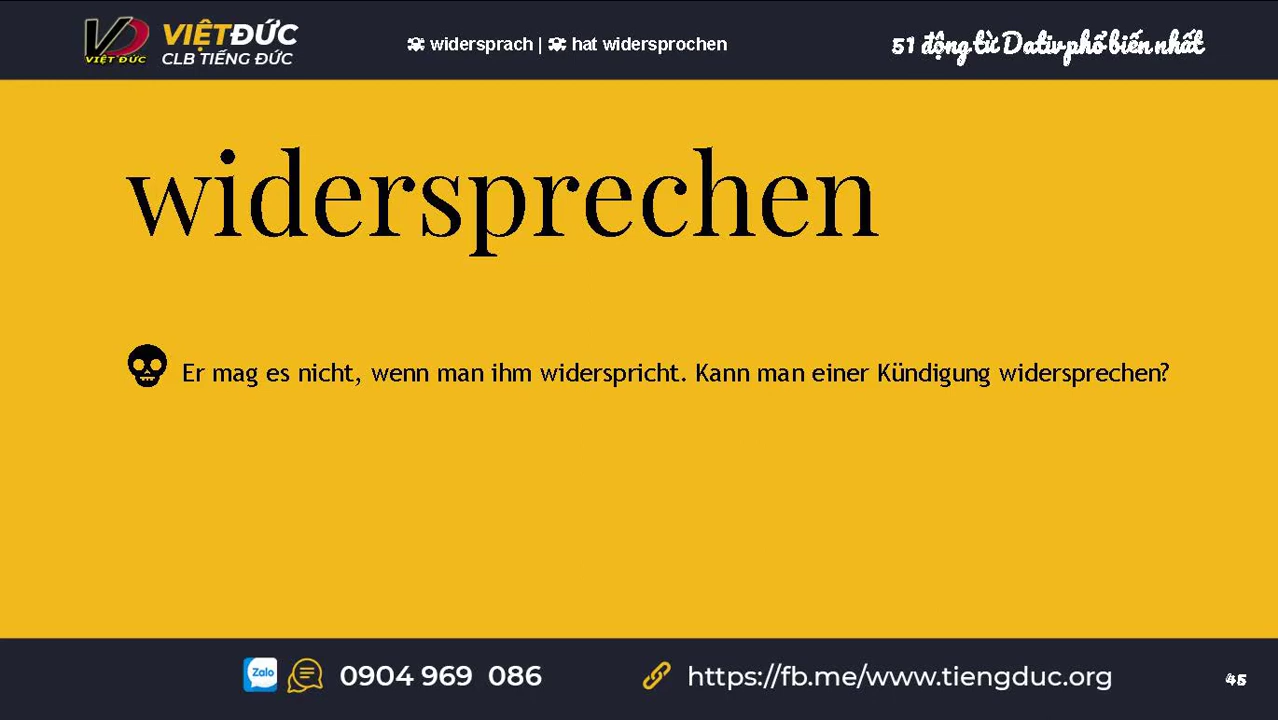 VIỆT ĐỨC
VIỆTĐỨC
CLB TIẾNG ĐỨC
widersprach | hat widersprochen
51 động từ Dativ phổ biến nhất
widersprechen
Er mag es nicht, wenn man ihm widerspricht. Kann man einer Kündigung widersprechen?
Zalo
0904 969 086
https://fb.me/www.tiengduc.org
45